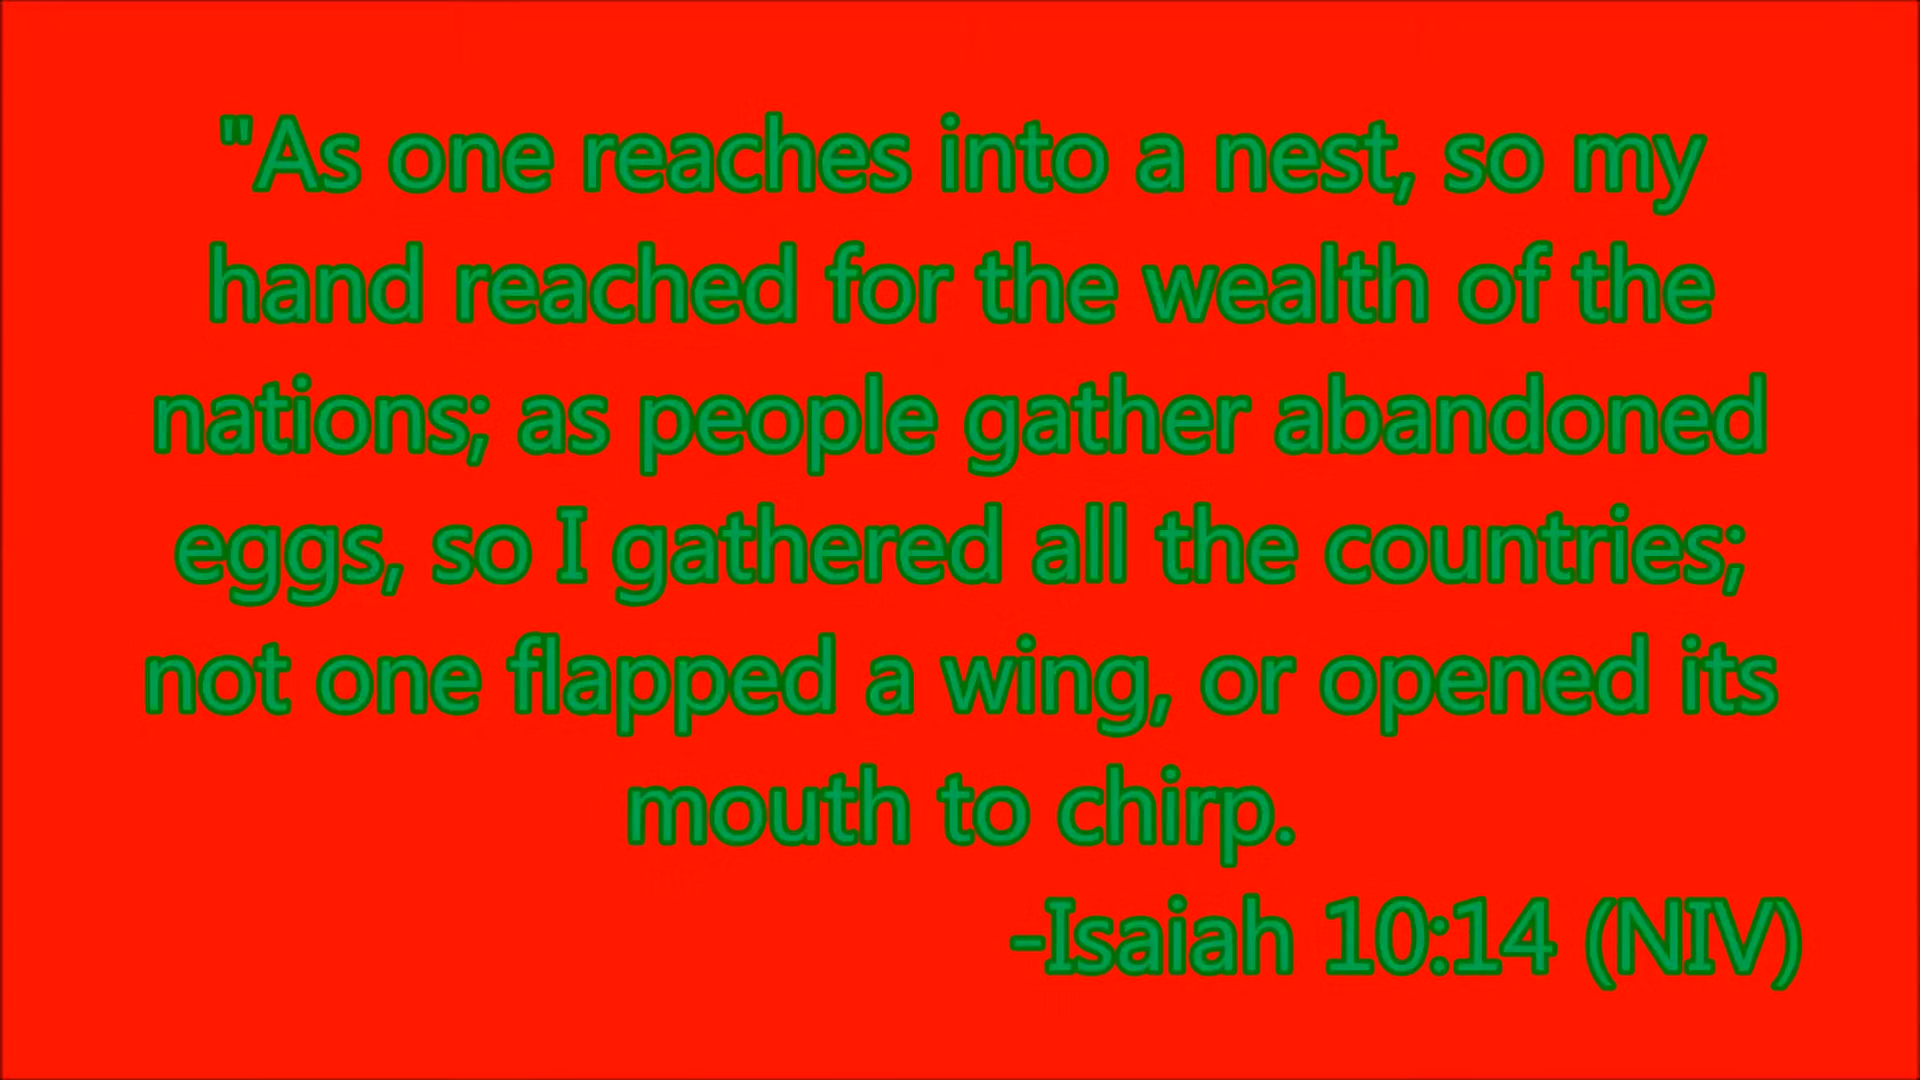 "As one reaches into a nest, so my
hand reached for the wealth of the
nations; as people gather abandoned
eggs, so I gathered all the countries;
not one flapped a wing, or opened its
mouth to chirp.
-Isaiah 10:14 (NIV)